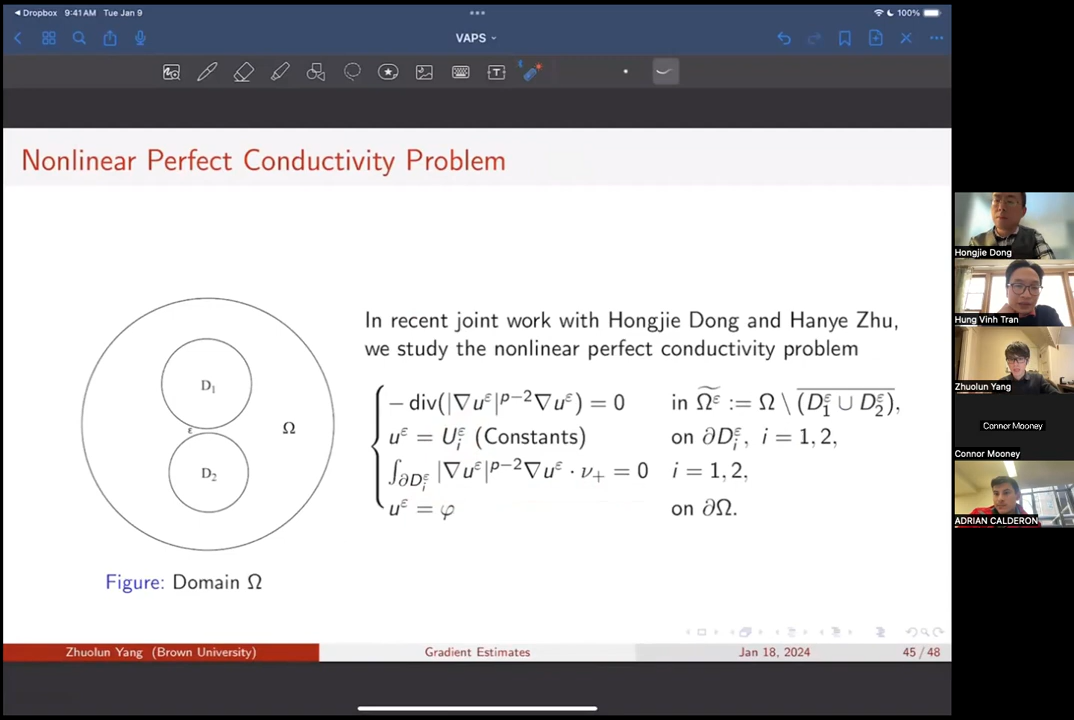 Dropbox 9:41 AM Tue Jan 9
100%
VAPS
Nonlinear Perfect Conductivity Problem
D₁
ε
Ω
D₂
Figure: Domain Ω
In recent joint work with Hongjie Dong and Hanye Zhu,
we study the nonlinear perfect conductivity problem
− div(|∇u^ε|^{p−2}∇u^ε) = 0 in \widetilde{Ω^ε} := Ω \ \overline{(D₁^ε ∪ D₂^ε)},
u^ε = U_i^ε (Constants) on ∂D_i^ε, i = 1, 2,
∫_{∂D_i^ε} |∇u^ε|^{p−2}∇u^ε · ν₊ = 0 i = 1, 2,
u^ε = φ on ∂Ω.
Zhuolun Yang (Brown University) Gradient Estimates Jan 18, 2024 45 / 48
Hongjie Dong
Hung Vinh Tran
Zhuolun Yang
Connor Mooney
Connor Mooney
ADRIAN CALDERON